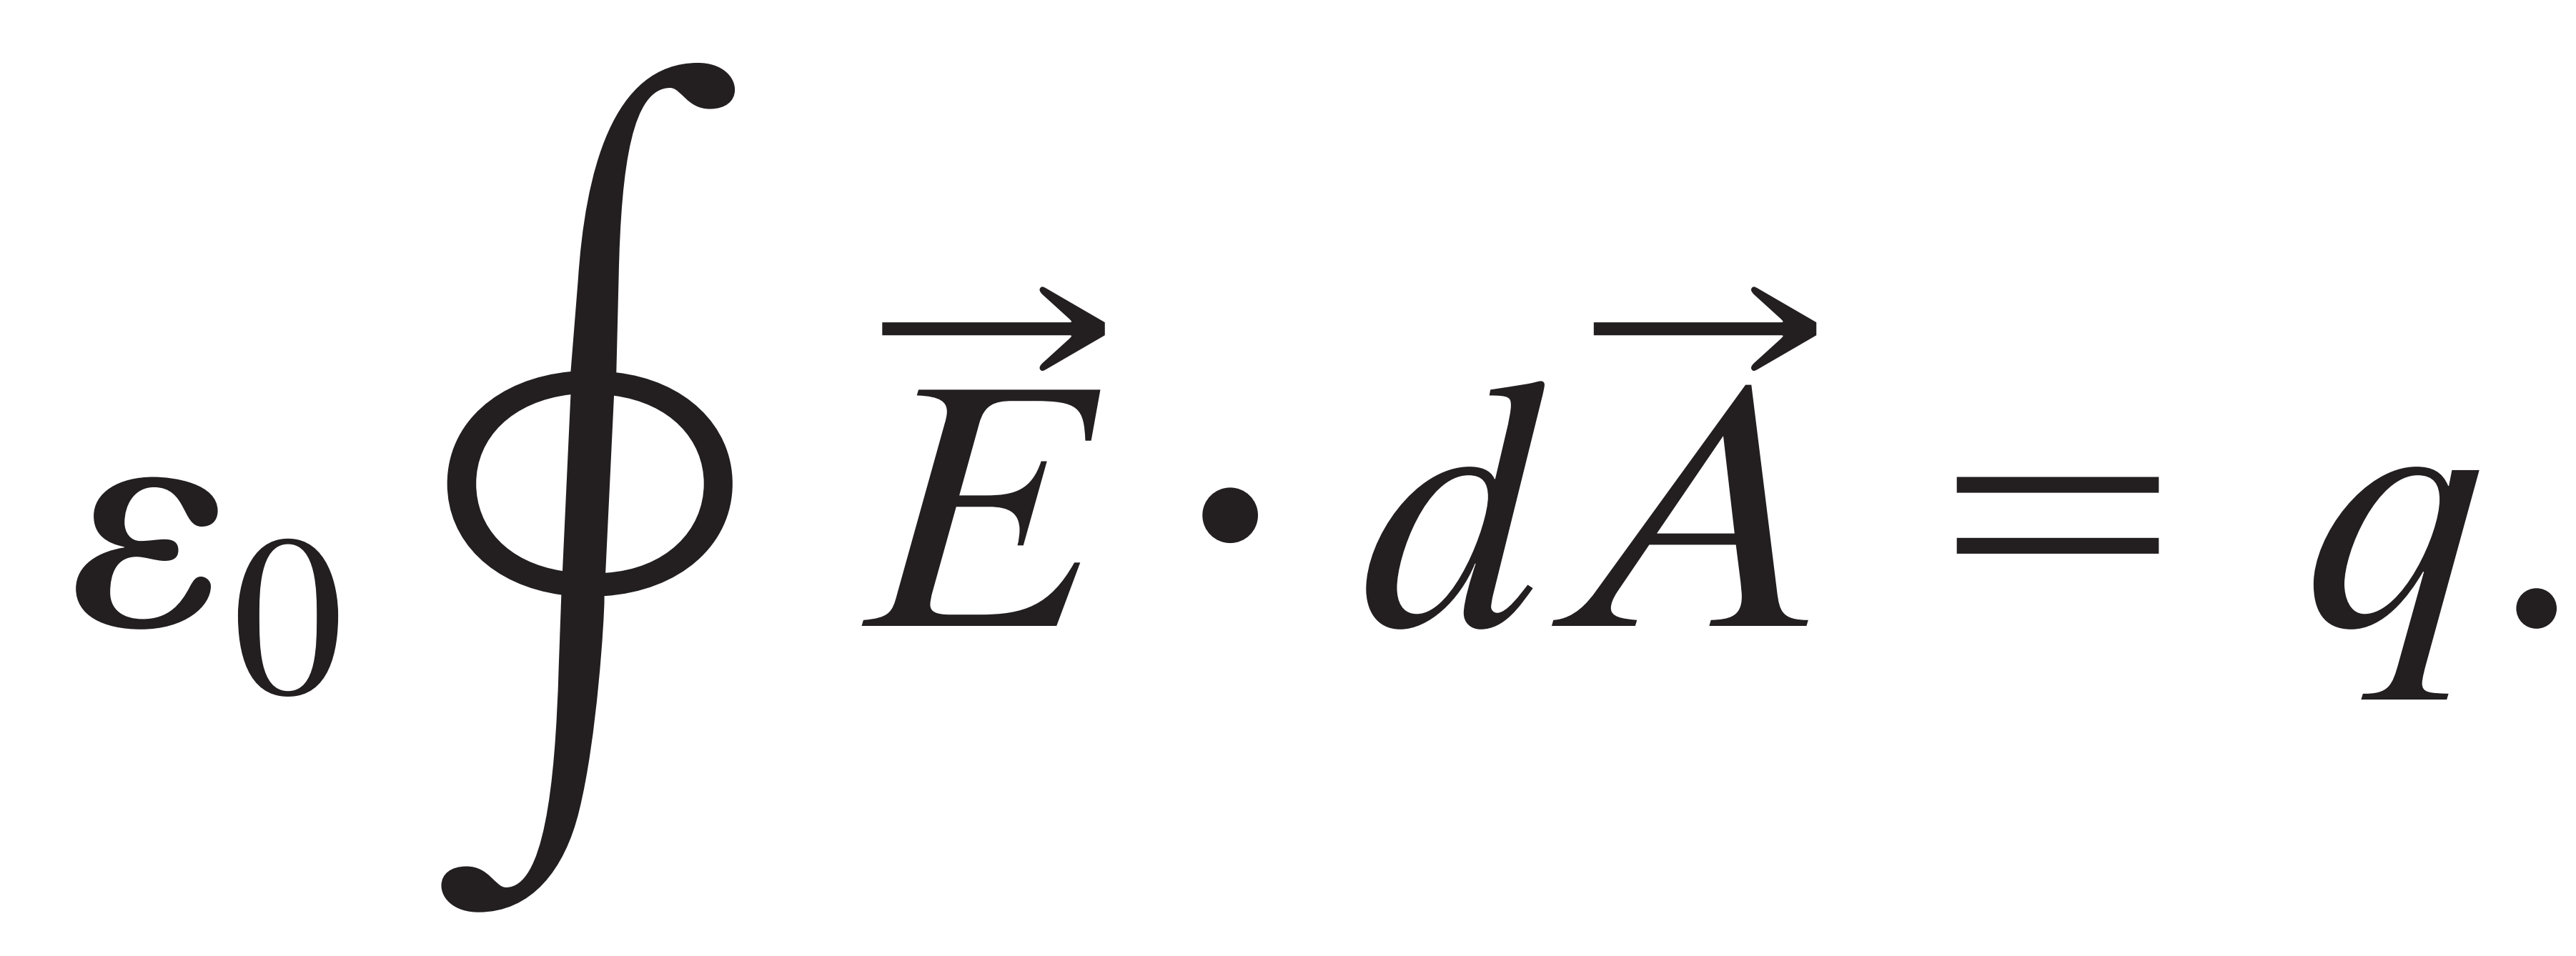 ε₀ ∮ E⃗ · dA⃗ = q.